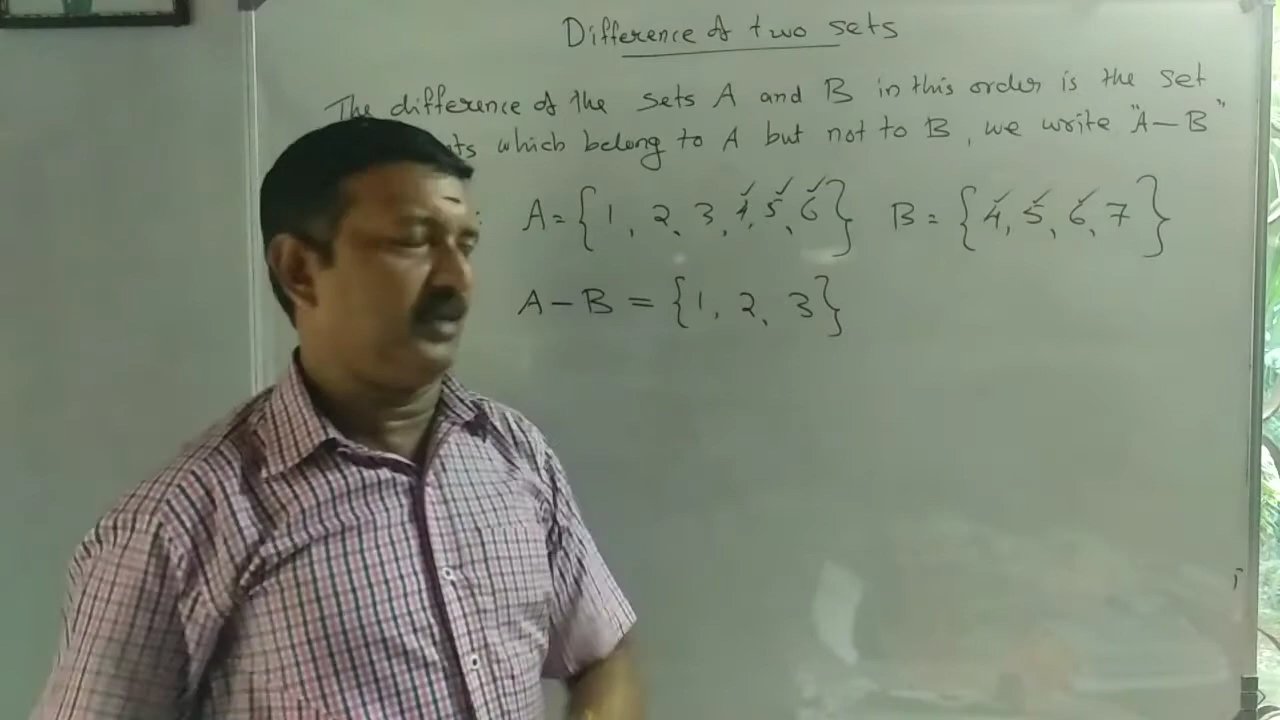 Difference of two sets
The difference of the sets A and B in this order is the set
which belong to A but not to B, we write "A-B"
A = {1, 2, 3, 4, 5, 6} B = {4, 5, 6, 7}
A-B = {1, 2, 3}